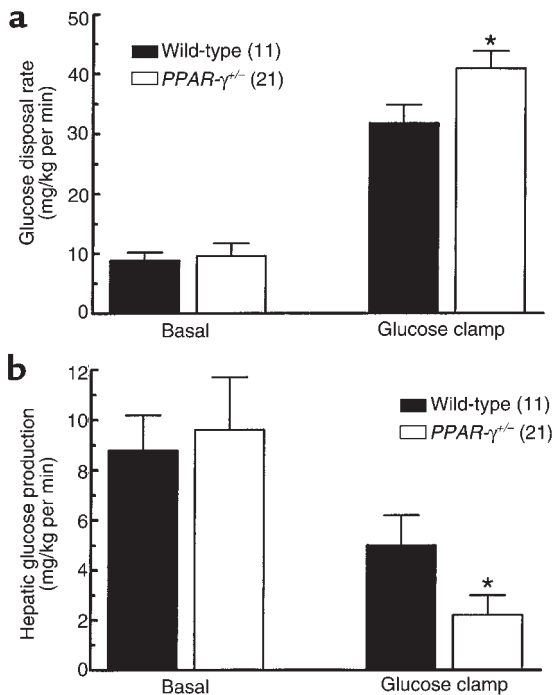 a
Wild-type (11)
PPAR-γ+/– (21)
Glucose disposal rate
(mg/kg per min)
50
40
30
20
10
0
*
Basal
Glucose clamp
b
Wild-type (11)
PPAR-γ+/– (21)
Hepatic glucose production
(mg/kg per min)
12
10
8
6
4
2
0
*
Basal
Glucose clamp